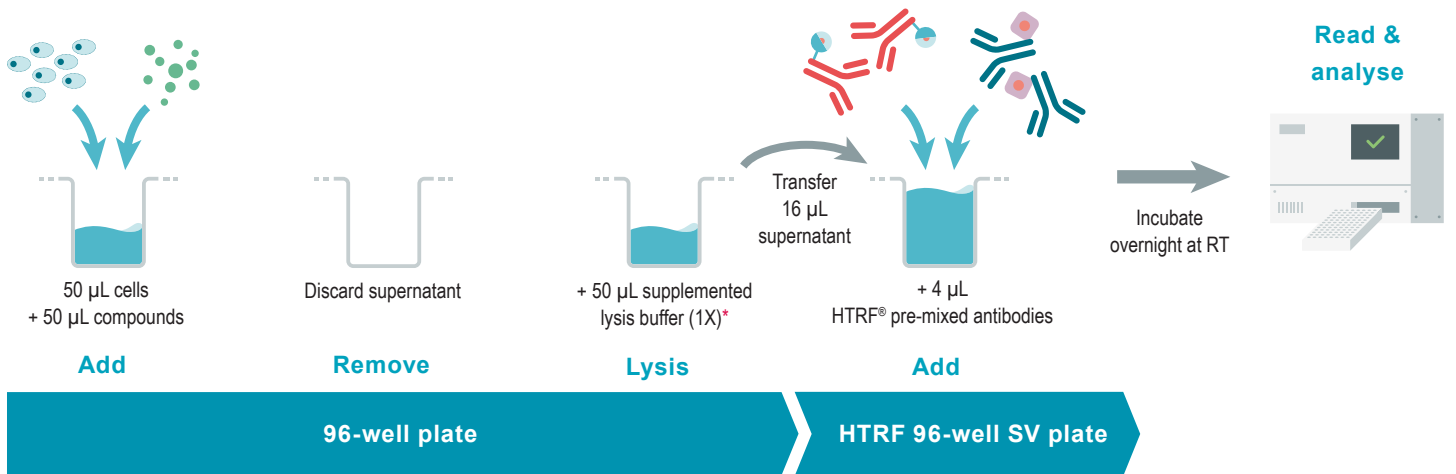 50 µL cells
+ 50 µL compounds
Add
Discard supernatant
Remove
+ 50 µL supplemented
lysis buffer (1X)*
Lysis
Transfer
16 µL
supernatant
+ 4 µL
HTRF® pre-mixed antibodies
Add
Incubate
overnight at RT
Read &
analyse
96-well plate
HTRF 96-well SV plate